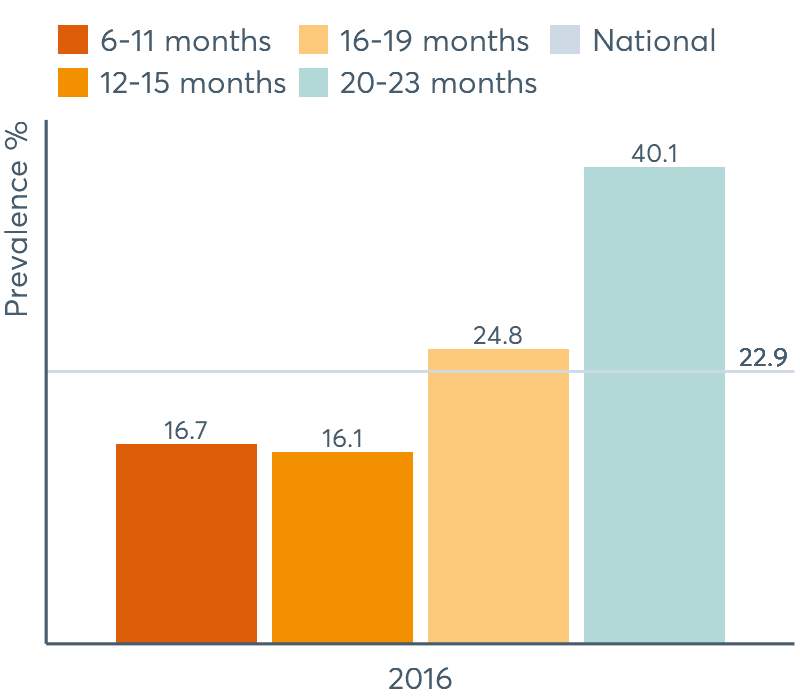 6-11 months 16-19 months National
12-15 months 20-23 months
Prevalence %
40.1
24.8
22.9
16.7
16.1
2016